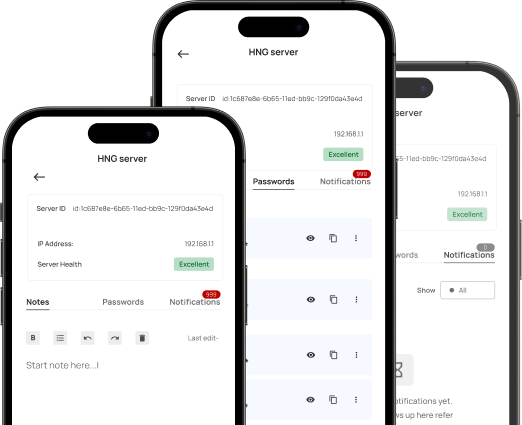 HNG server
Server ID id:1c687e8e-6b65-11ed-bb9c-129f0da43e4d
192.168.1.1
Excellent
999
Passwords Notifications
HNG server
Server ID id:1c687e8e-6b65-11ed-bb9c-129f0da43e4d
IP Address: 192.168.1.1
Server Health Excellent
999
Notes Passwords Notifications
B
Last edit-
Start note here...
server
65-11ed-bb9c-129f0da43e4d
192.168.1.1
Excellent
0
words Notifications
Show All
otifications yet.
ws up here refer